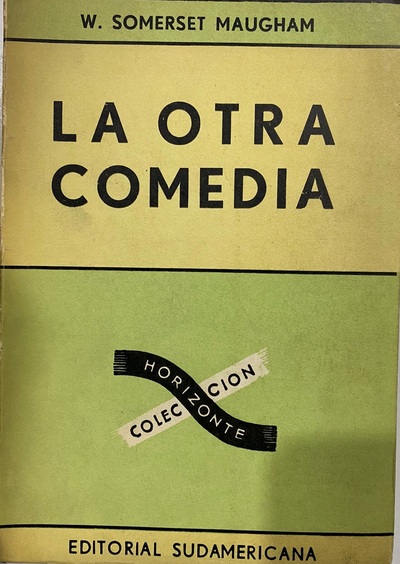 W. SOMERSET MAUGHAM
LA OTRA
COMEDIA
COLECCION
HORIZONTE
EDITORIAL SUDAMERICANA